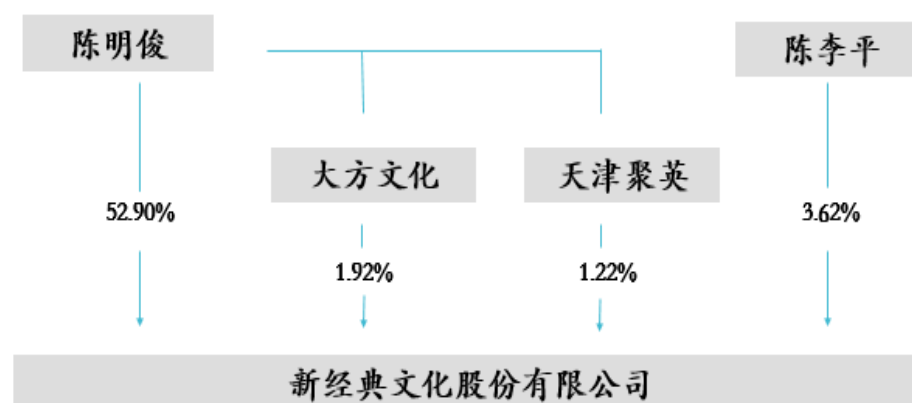 陈明俊
陈李平
大方文化
天津聚英
52.90%
3.62%
1.92%
1.22%
新经典文化股份有限公司